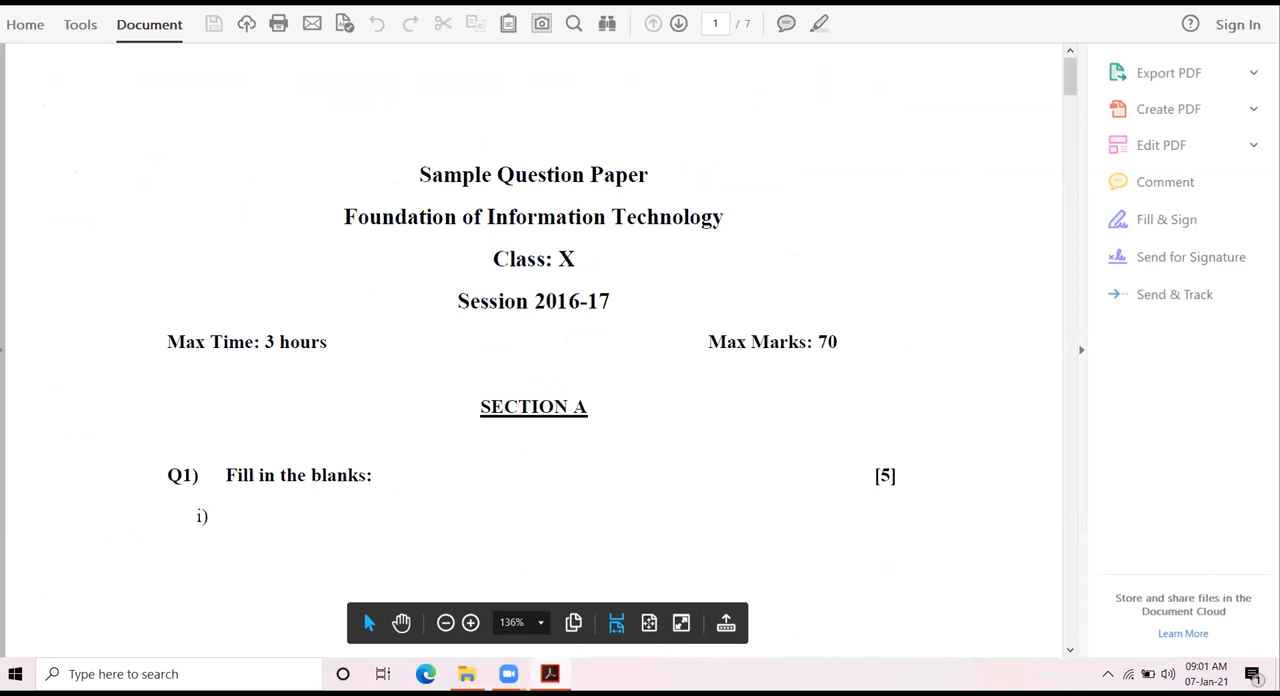 Home Tools Document 1 / 7 Sign In
Sample Question Paper
Foundation of Information Technology
Class: X
Session 2016-17
Max Time: 3 hours Max Marks: 70
SECTION A
Q1) Fill in the blanks: [5]
i)
136%
Export PDF
Create PDF
Edit PDF
Comment
Fill & Sign
Send for Signature
Send & Track
Store and share files in the
Document Cloud
Learn More
Type here to search
09:01 AM
07-Jan-21
1